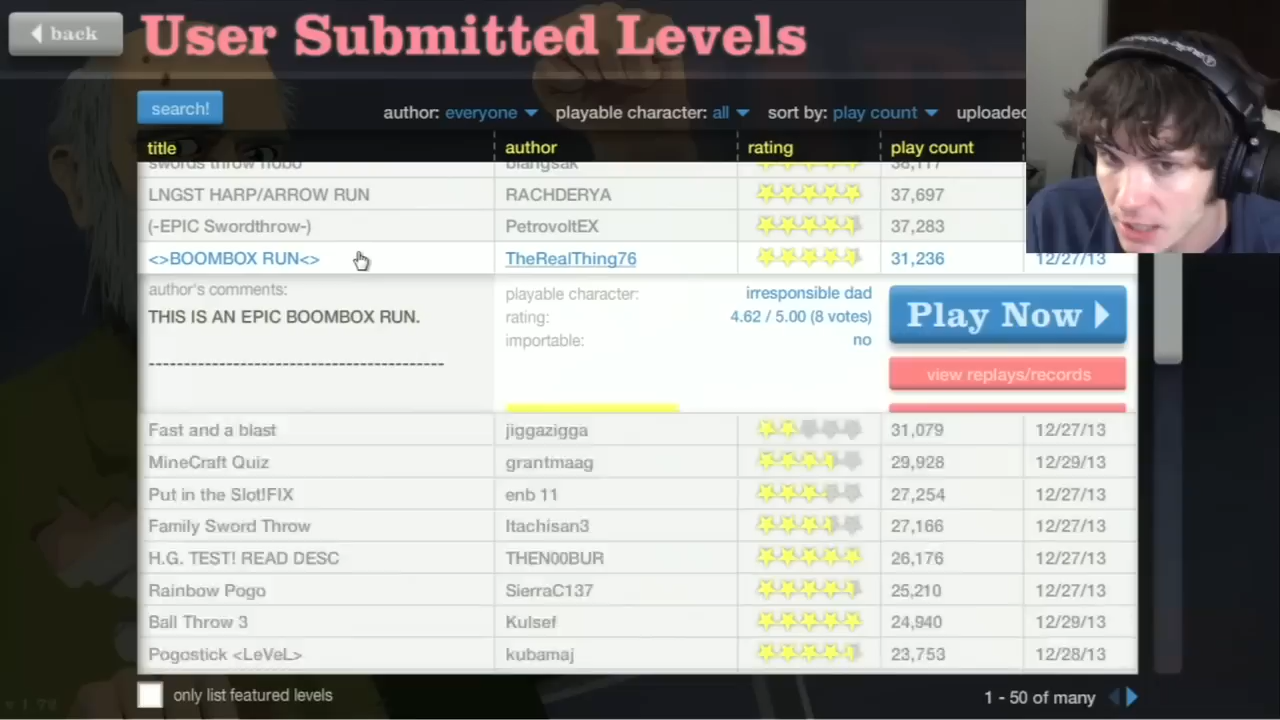 back
User Submitted Levels
search!
author: everyone playable character: all sort by: play count uploaded
title author rating play count
LNGST HARP/ARROW RUN RACHDERYA 37,697
(-EPIC Swordthrow-) PetrovoltEX 37,283
<>BOOMBOX RUN<> TheRealThing76 31,236 12/27/13
author's comments: playable character: irresponsible dad
THIS IS AN EPIC BOOMBOX RUN. rating: 4.62 / 5.00 (8 votes)
Play Now
importable: no
----------------------------------------
view replays/records
Fast and a blast jiggazigga 31,079 12/27/13
MineCraft Quiz grantmaag 29,928 12/29/13
Put in the Slot!FIX enb 11 27,254 12/27/13
Family Sword Throw Itachisan3 27,166 12/27/13
H.G. TEST! READ DESC THEN00BUR 26,176 12/27/13
Rainbow Pogo SierraC137 25,210 12/27/13
Ball Throw 3 Kulsef 24,940 12/29/13
Pogostick <LeVeL> kubamaj 23,753 12/28/13
only list featured levels 1 - 50 of many